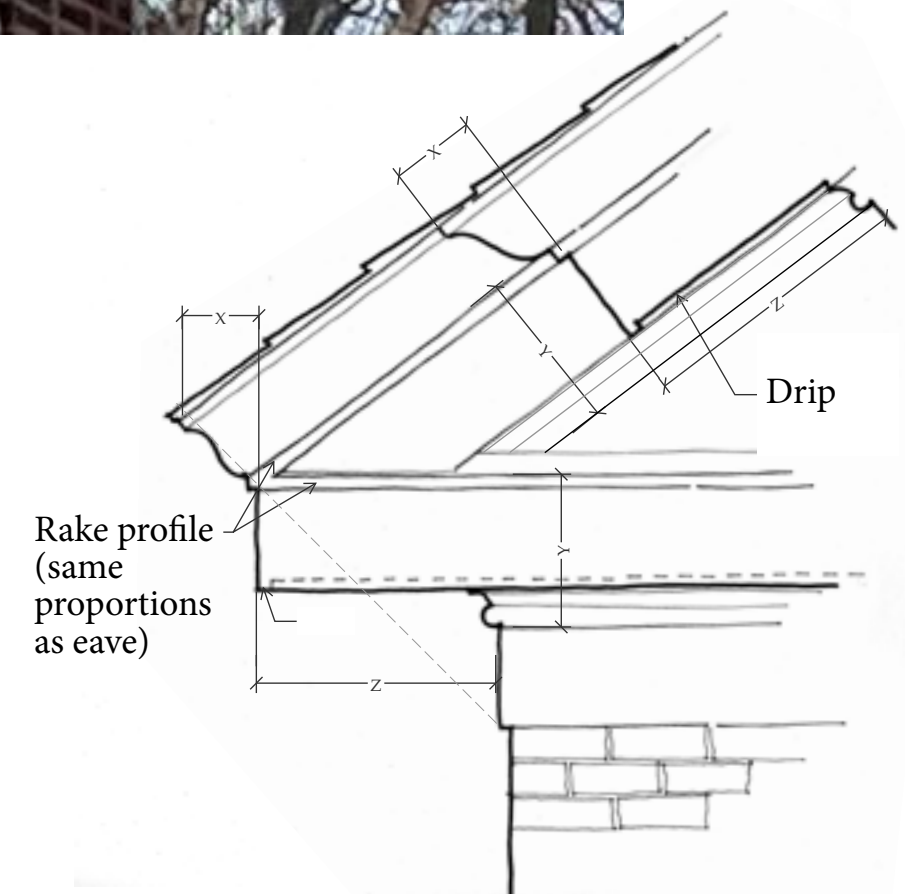 X
X
Z
Y
Drip
Rake profile
(same
proportions
as eave)
Y
Z